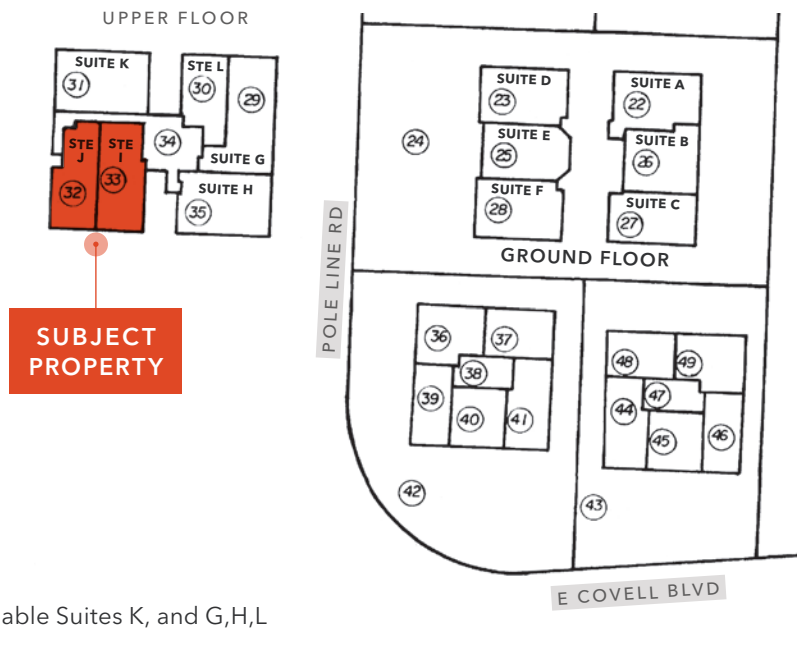 UPPER FLOOR
SUITE K
31
STE L
30
29
34
SUITE G
STE
J
STE
I
32
33
SUITE H
35
SUBJECT
PROPERTY
POLE LINE RD
24
SUITE D
23
SUITE E
25
SUITE F
28
SUITE A
22
SUITE B
26
SUITE C
27
GROUND FLOOR
36
37
38
39
40
41
42
48
49
47
44
45
46
43
E COVELL BLVD
able Suites K, and G,H,L